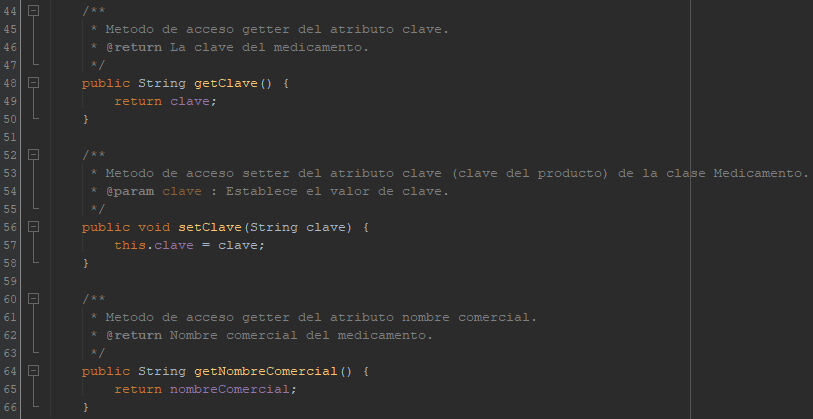 44 /**
45 * Metodo de acceso getter del atributo clave.
46 * @return La clave del medicamento.
47 */
48 public String getClave() {
49 return clave;
50 }
51
52 /**
53 * Metodo de acceso setter del atributo clave (clave del producto) de la clase Medicamento.
54 * @param clave : Establece el valor de clave.
55 */
56 public void setClave(String clave) {
57 this.clave = clave;
58 }
59
60 /**
61 * Metodo de acceso getter del atributo nombre comercial.
62 * @return Nombre comercial del medicamento.
63 */
64 public String getNombreComercial() {
65 return nombreComercial;
66 }